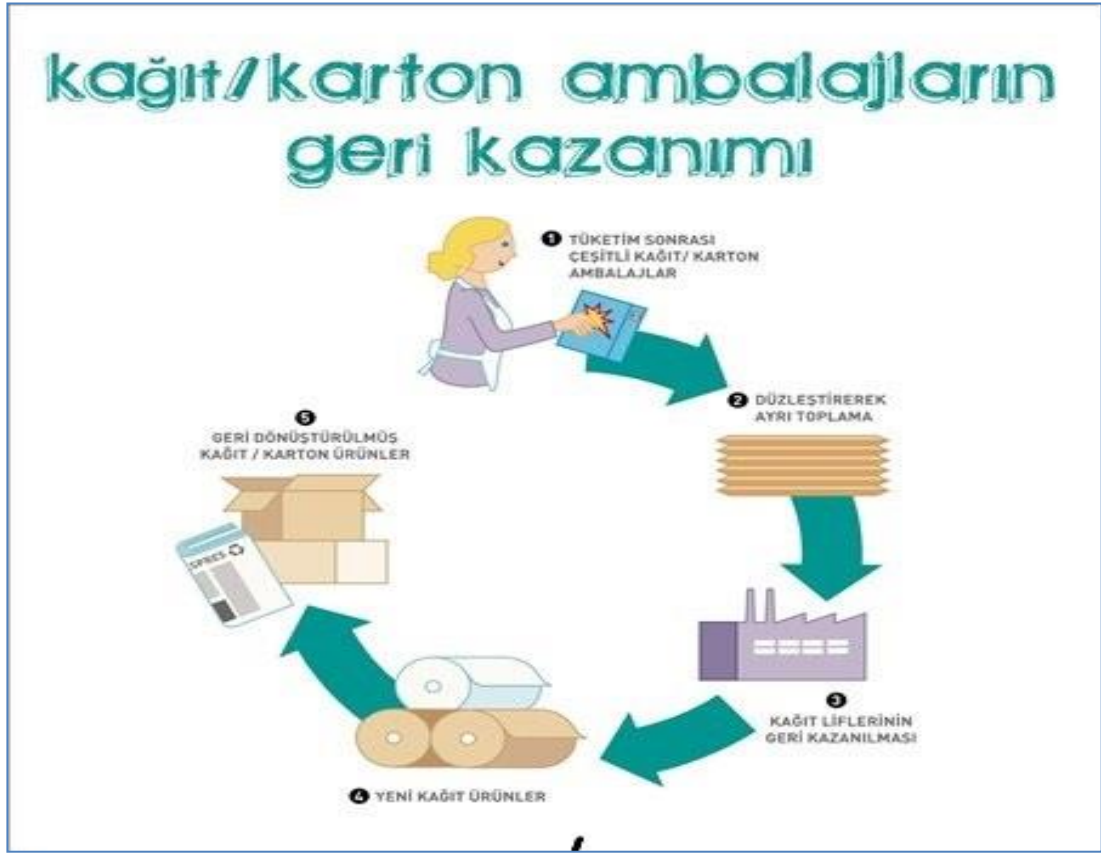 kağıt/karton ambalajların
geri kazanımı
1 TÜKETİM SONRASI
ÇEŞİTLİ KAĞIT/ KARTON
AMBALAJLAR
2 DÜZLEŞTİREREK
AYRI TOPLAMA
3
KAĞIT LİFLERİNİN
GERİ KAZANILMASI
4 YENİ KAĞIT ÜRÜNLER
5
GERİ DÖNÜŞTÜRÜLMÜŞ
KAĞIT / KARTON ÜRÜNLER
SPRES